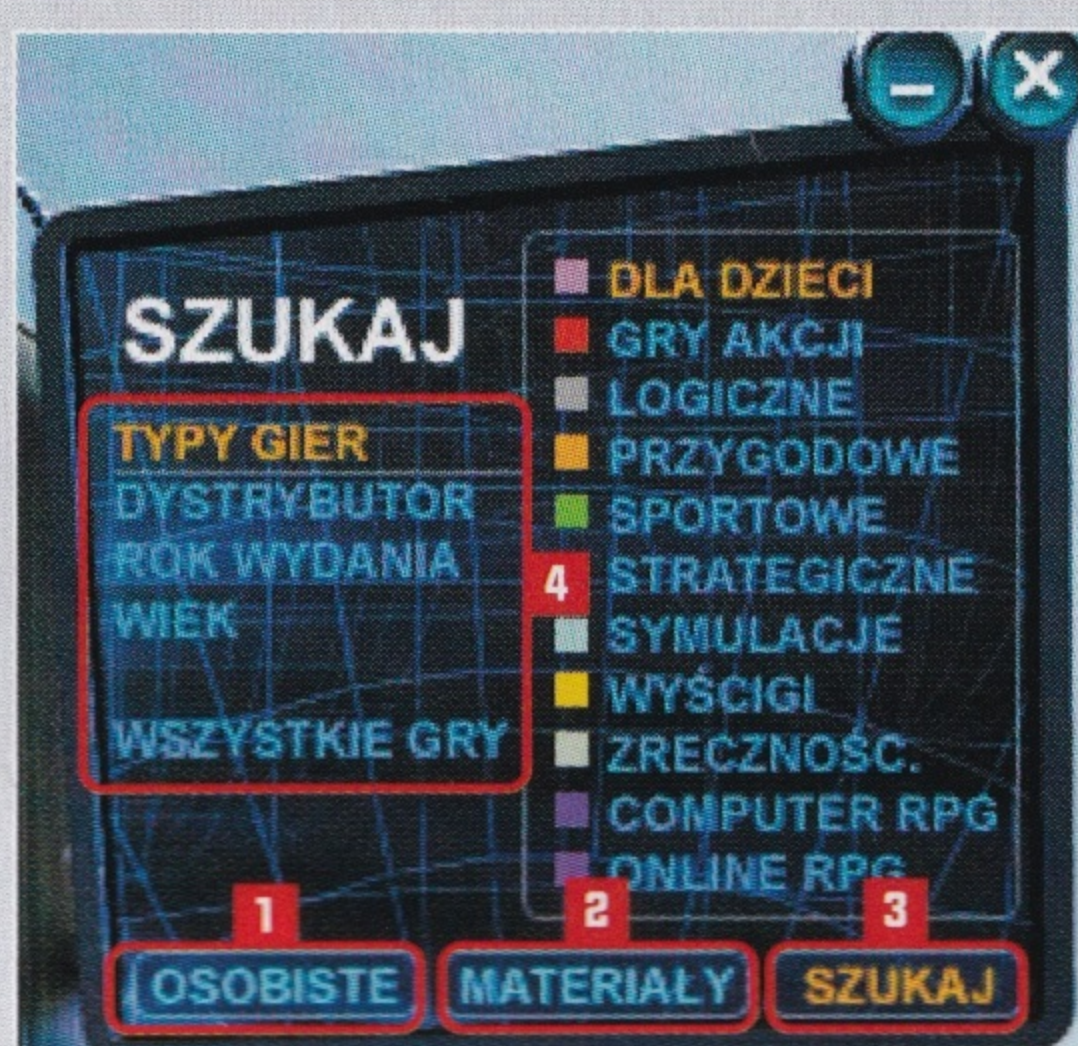 SZUKAJ
TYPY GIER
DYSTRYBUTOR
ROK WYDANIA
WIEK
WSZYSTKIE GRY
4
DLA DZIECI
GRY AKCJI
LOGICZNE
PRZYGODOWE
SPORTOWE
STRATEGICZNE
SYMULACJE
WYŚCIGI
ZRECZNOŚC.
COMPUTER RPG
ONLINE RPG
1
2
3
OSOBISTE
MATERIAŁY
SZUKAJ